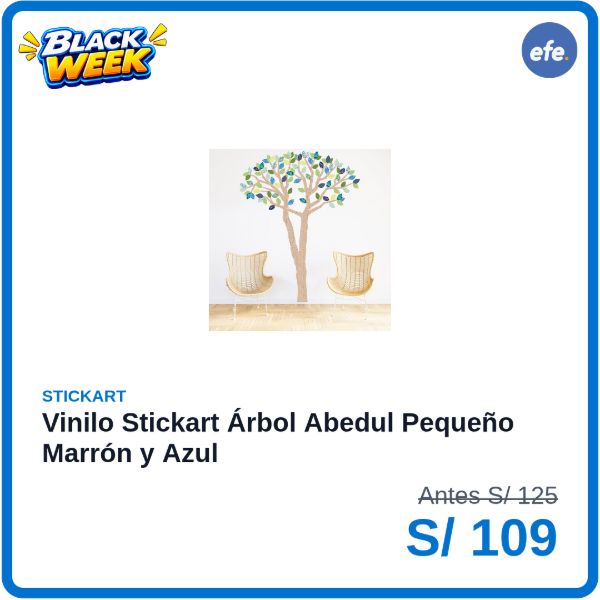 BLACK
WEEK
efe.
STICKART
Vinilo Stickart Árbol Abedul Pequeño
Marrón y Azul
Antes S/ 125
S/ 109